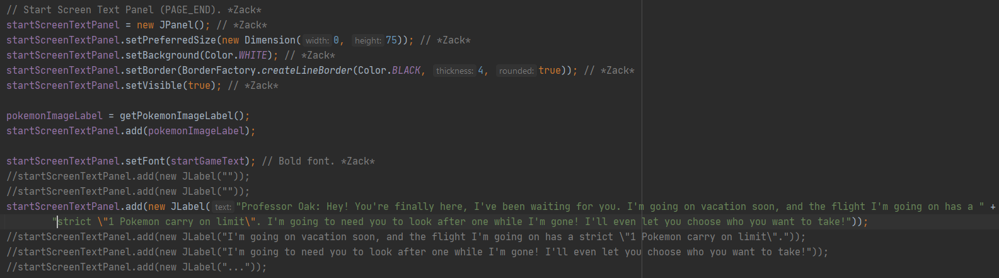 // Start Screen Text Panel (PAGE_END). *Zack*
startScreenTextPanel = new JPanel(); // *Zack*
startScreenTextPanel.setPreferredSize(new Dimension( width: 0, height: 75)); // *Zack*
startScreenTextPanel.setBackground(Color.WHITE); // *Zack*
startScreenTextPanel.setBorder(BorderFactory.createLineBorder(Color.BLACK, thickness: 4, rounded: true)); // *Zack*
startScreenTextPanel.setVisible(true); // *Zack*
pokemonImageLabel = getPokemonImageLabel();
startScreenTextPanel.add(pokemonImageLabel);
startScreenTextPanel.setFont(startGameText); // Bold font. *Zack*
//startScreenTextPanel.add(new JLabel(""));
//startScreenTextPanel.add(new JLabel(""));
startScreenTextPanel.add(new JLabel( text: "Professor Oak: Hey! You're finally here, I've been waiting for you. I'm going on vacation soon, and the flight I'm going on has a " +
"strict \"1 Pokemon carry on limit\". I'm going to need you to look after one while I'm gone! I'll even let you choose who you want to take!"));
//startScreenTextPanel.add(new JLabel("I'm going on vacation soon, and the flight I'm going on has a strict \"1 Pokemon carry on limit\"."));
//startScreenTextPanel.add(new JLabel("I'm going to need you to look after one while I'm gone! I'll even let you choose who you want to take!"));
//startScreenTextPanel.add(new JLabel("..."));